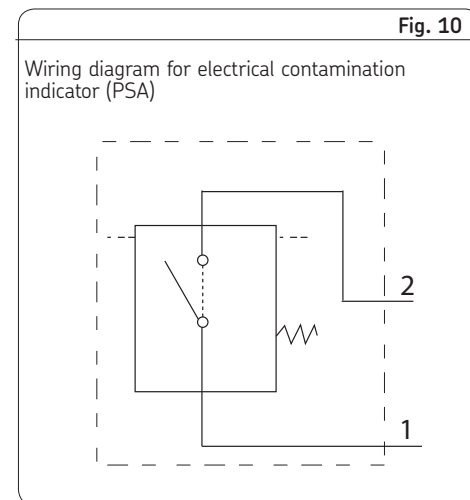 Fig. 10
Wiring diagram for electrical contamination
indicator (PSA)
2
1